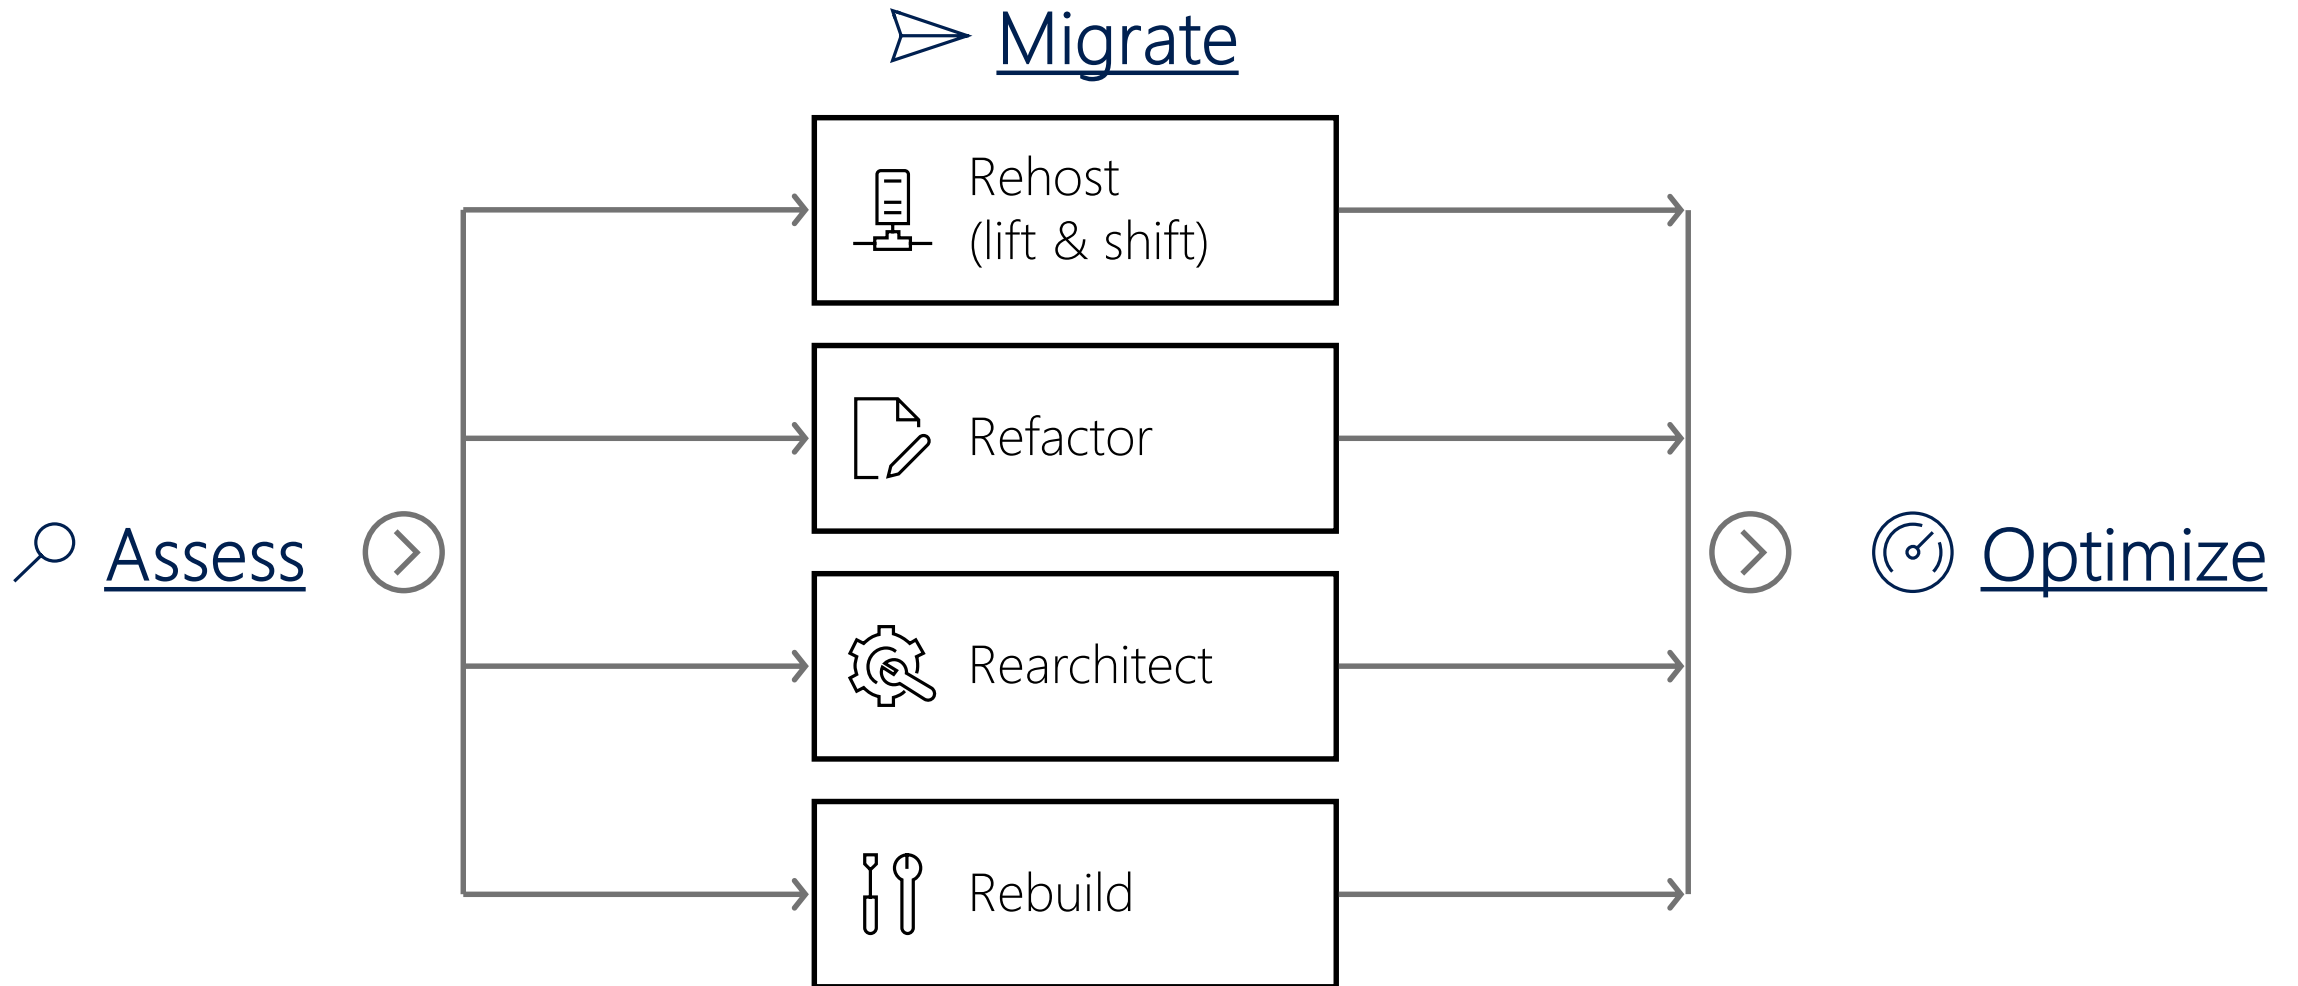 Migrate
Rehost
(lift & shift)
Refactor
Assess
Optimize
Rearchitect
Rebuild